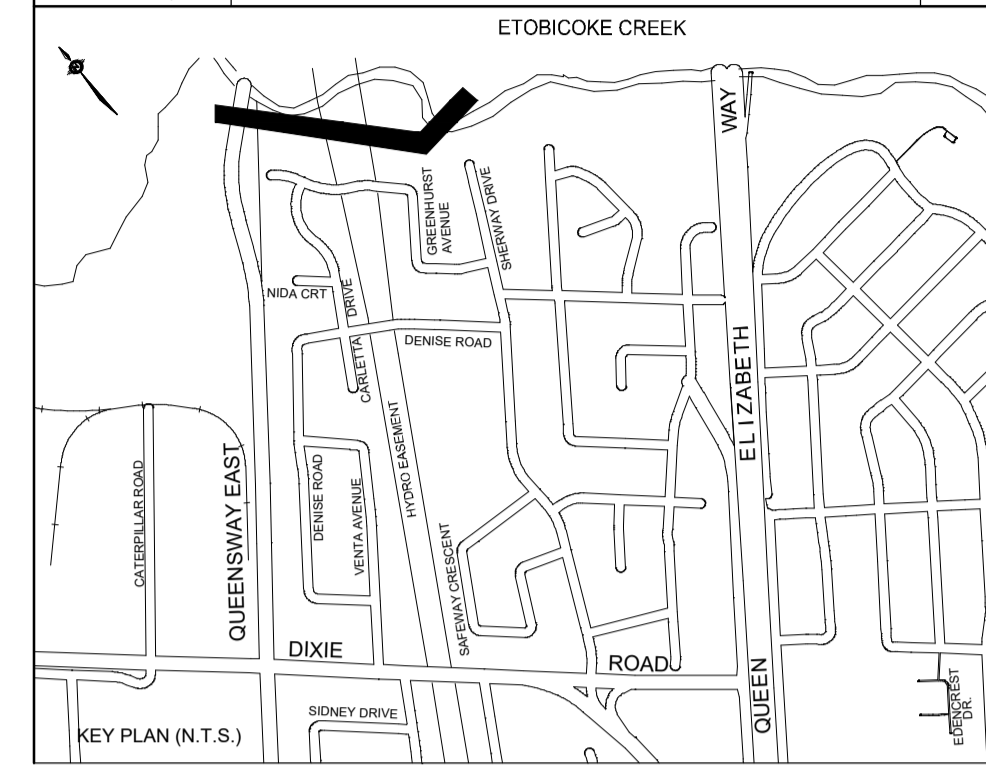 ETOBICOKE CREEK
WAY
GREENHURST
AVENUE
SHERWAY DRIVE
NIDA CRT
CARLETTA DRIVE
DENISE ROAD
ELIZABETH
HYDRO EASEMENT
QUEENSWAY EAST
DENISE ROAD
VENTA AVENUE
CATERPILLAR ROAD
SAFEWAY CRESCENT
DIXIE ROAD
QUEEN
SIDNEY DRIVE
EDENCREST
DR.
KEY PLAN (N.T.S.)